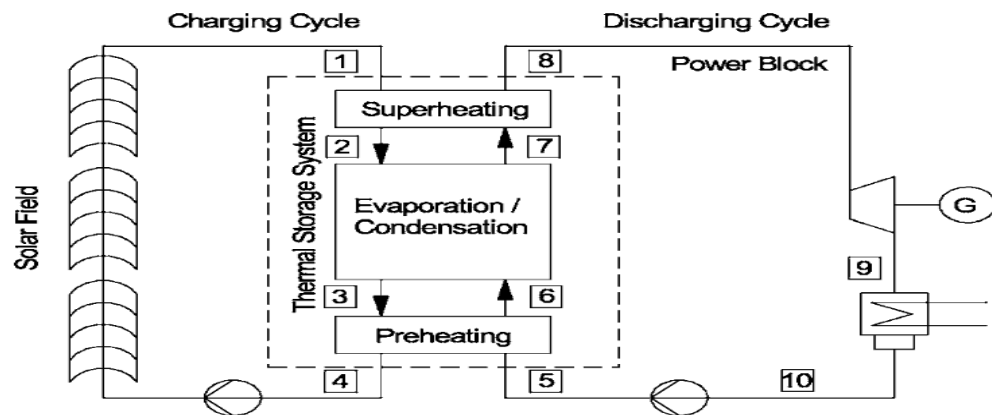 Charging Cycle
Discharging Cycle
1
8
Power Block
Superheating
2
7
Thermal Storage System
Solar Field
Evaporation /
Condensation
G
9
3
6
Preheating
4
5
10